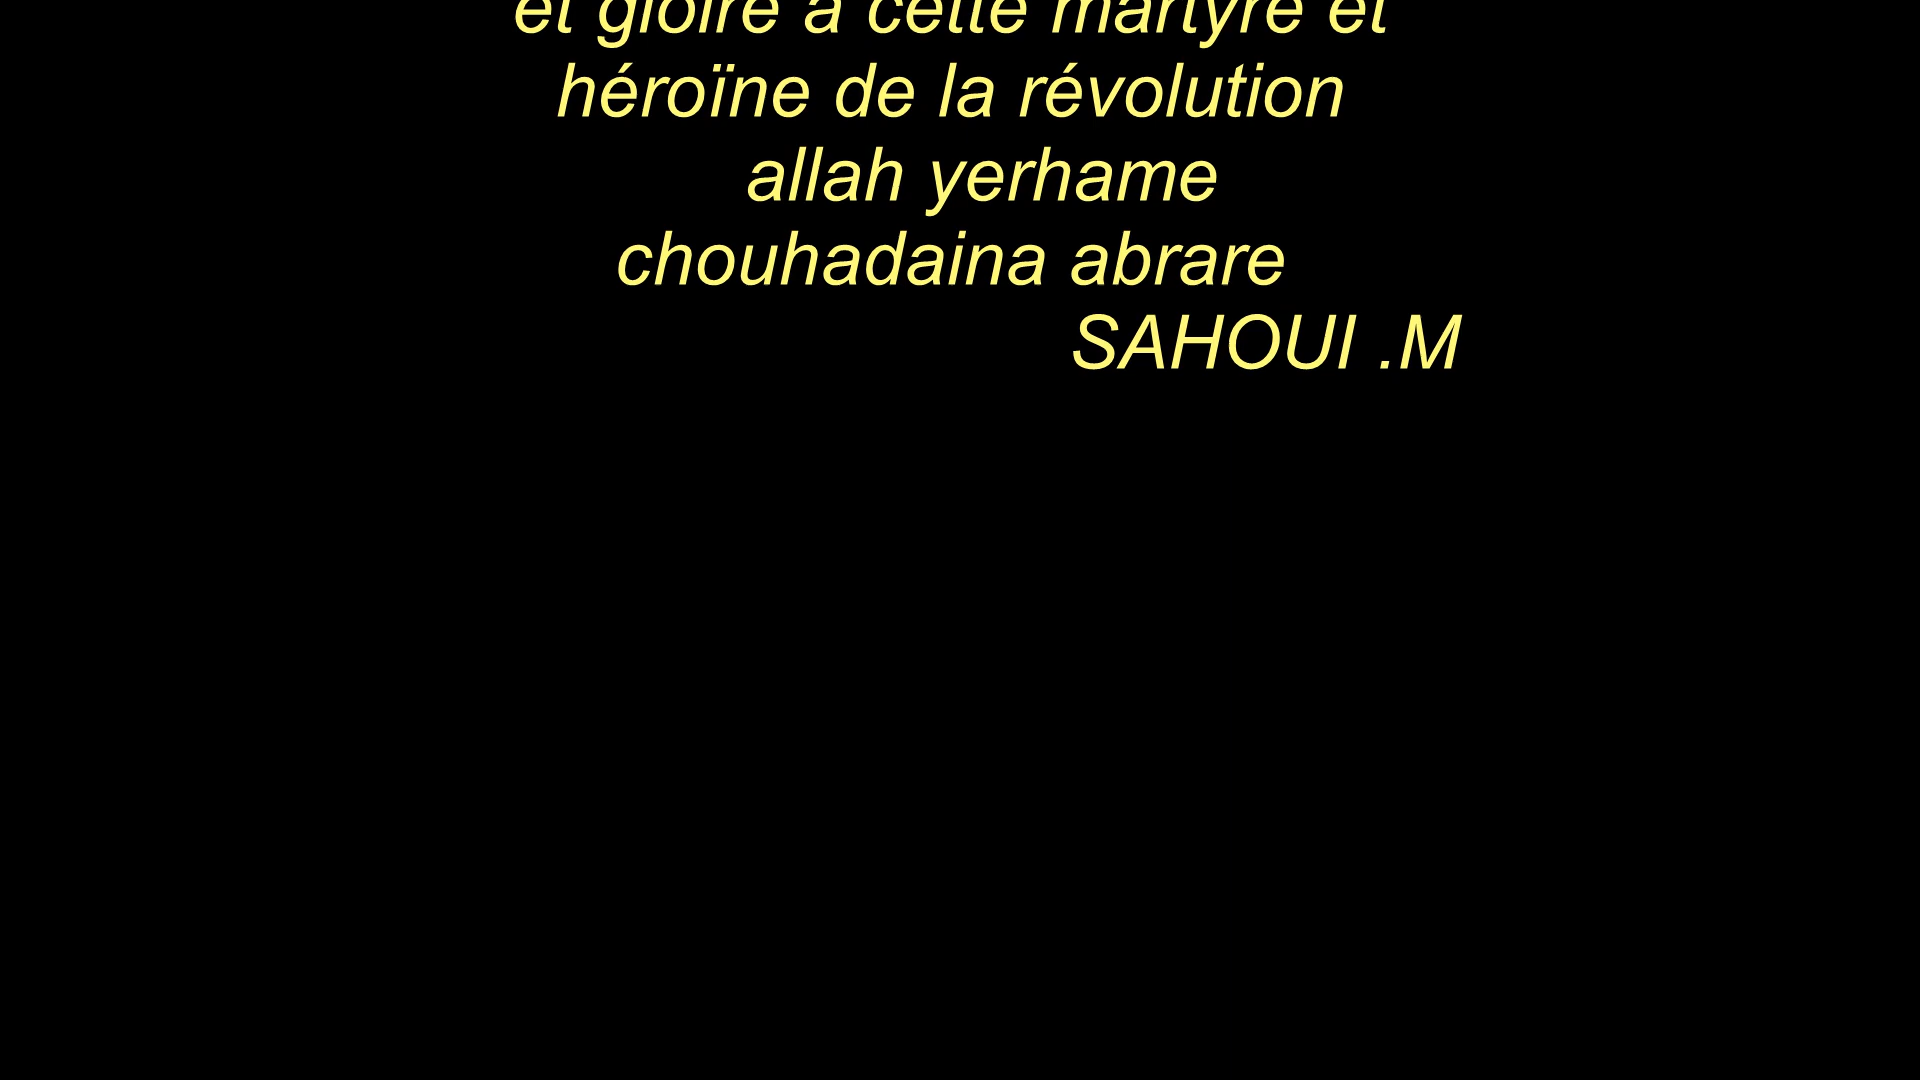 et gloire à cette martyre et
héroïne de la révolution
allah yerhame
chouhadaina abrare
SAHOUI .M